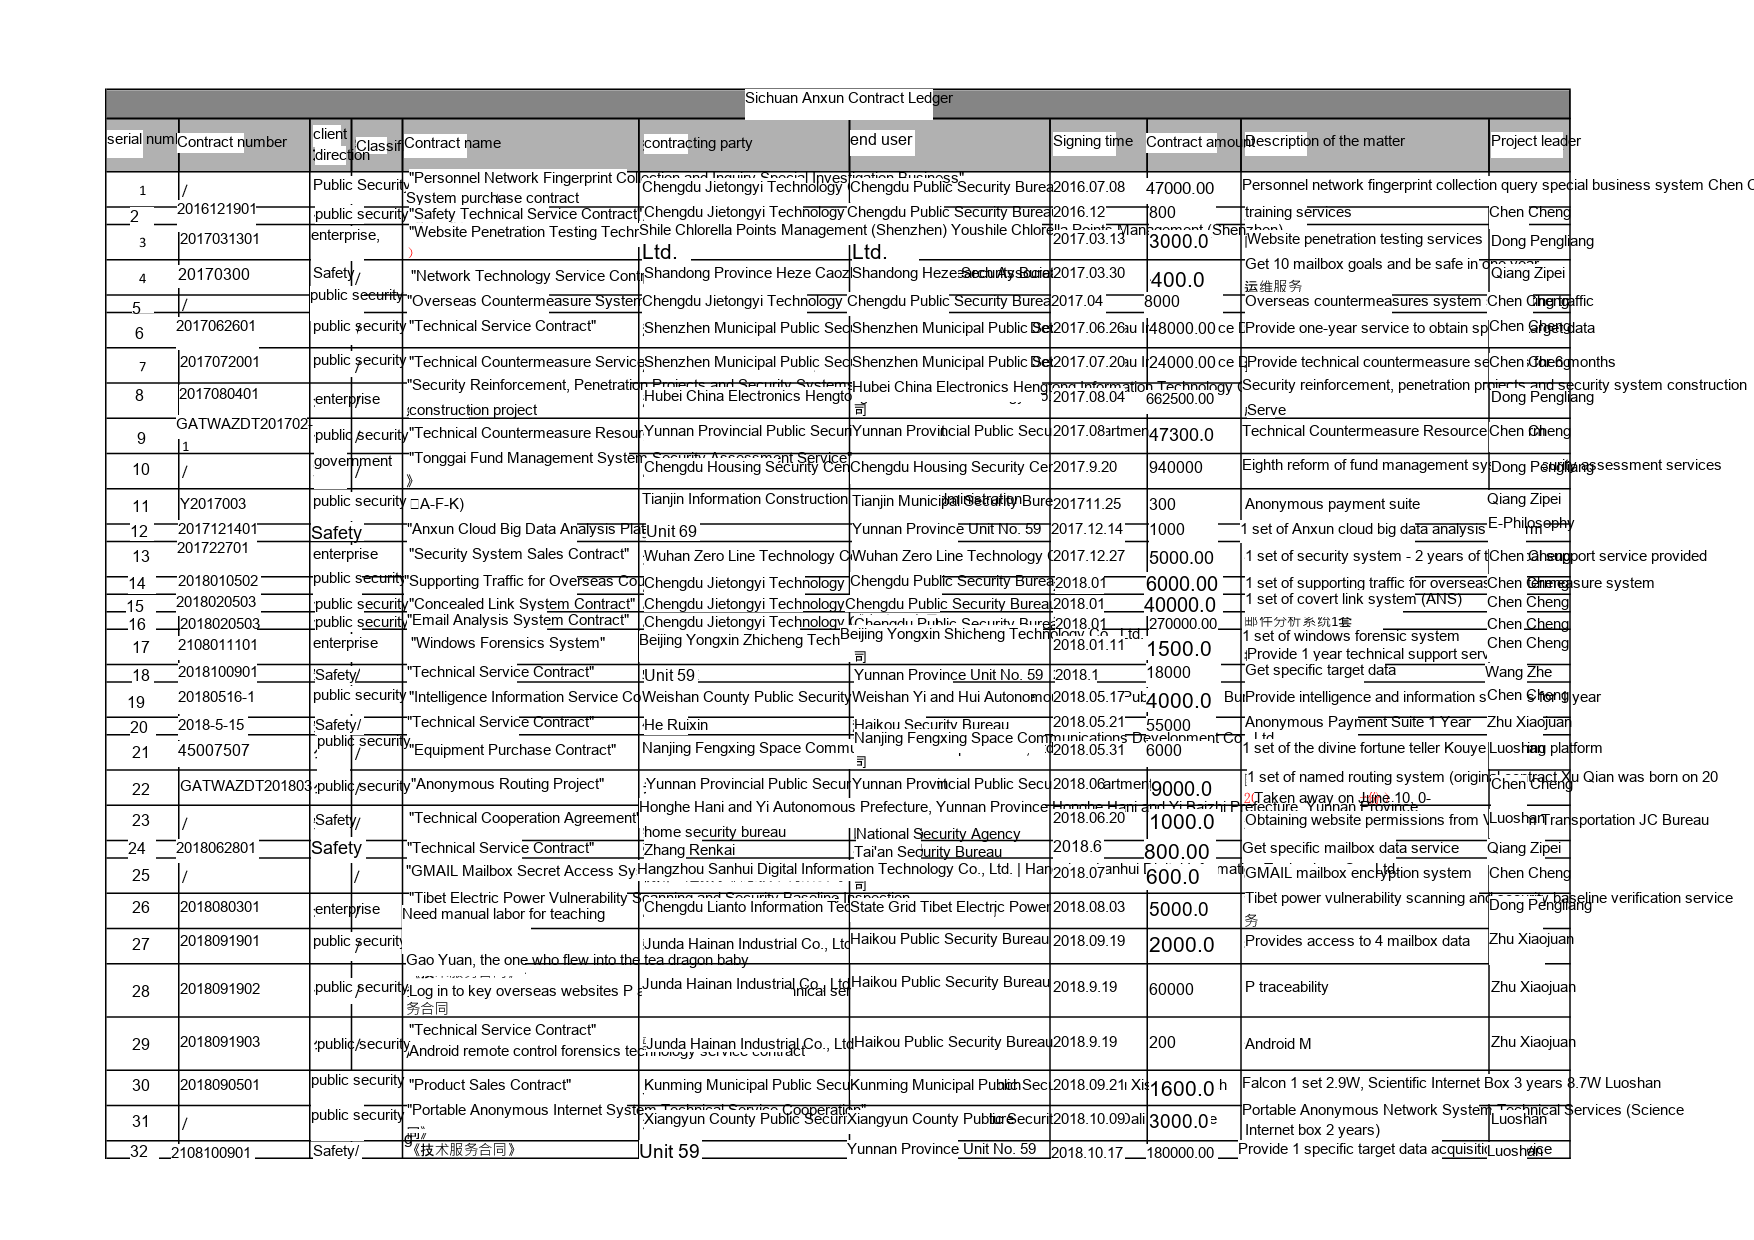 Sichuan Anxun Contract Ledger
serial num Contract number client direction Classif Contract name contracting party end user Signing time Contract amount Description of the matter Project leader
1 / Public Security "Personnel Network Fingerprint Collection and Inquiry Special Investigation Business" Chengdu Jietongyi Technology Chengdu Public Security Burea 2016.07.08 47000.00 Personnel network fingerprint collection query special business system Chen C
System purchase contract
2 2016121901 public security "Safety Technical Service Contract" Chengdu Jietongyi Technology Chengdu Public Security Burea 2016.12 800 training services Chen Cheng
3 2017031301 enterprise, "Website Penetration Testing Techr Shile Chlorella Points Management (Shenzhen) Youshile Chlorella Points Management (Shenzhen) 2017.03.13 3000.0 Website penetration testing services Dong Pengliang
) Ltd. Ltd.
4 20170300 Safety / "Network Technology Service Contr Shandong Province Heze Caoz Shandong Heze 2017.03.30 400.0 Get 10 mailbox goals and be safe in one year Qiang Zipei
运维服务
5 / public security "Overseas Countermeasure System Chengdu Jietongyi Technology Chengdu Public Security Bureau 2017.04 8000 Overseas countermeasures system Chen Cheng traffic
6 2017062601 public security "Technical Service Contract" Shenzhen Municipal Public Sec Shenzhen Municipal Public 2017.06.26 48000.00 Provide one-year service to obtain sp Chen Cheng arget data
7 2017072001 public security / "Technical Countermeasure Service Shenzhen Municipal Public Sec Shenzhen Municipal Public 2017.07.20 24000.00 Provide technical countermeasure se Chen Cheng for 6 months
8 2017080401 enterprise "Security Reinforcement, Penetration Projects and Security Systems Hubei China Electronics Hengto Hubei China Electronics Hengtong Information Technology 2017.08.04 662500.00 Security reinforcement, penetration projects and security system construction Dong Pengliang
construction project 司 Serve
9 GATWAZDT201702- public security "Technical Countermeasure Resour Yunnan Provincial Public Securi Yunnan Provincial Public Secu 2017.08 47300.0 Technical Countermeasure Resource Chen Cheng
1
10 / government / "Tonggai Fund Management System Security Assessment Service" Chengdu Housing Security Cen Chengdu Housing Security Cer 2017.9.20 940000 Eighth reform of fund management sy Dong Pengliang security assessment services
》
11 Y2017003 public security A-F-K) Tianjin Information Construction Tianjin Municipal Security Bure 201711.25 300 Anonymous payment suite Qiang Zipei
12 2017121401 Safety "Anxun Cloud Big Data Analysis Plat Unit 69 Yunnan Province Unit No. 59 2017.12.14 1000 1 set of Anxun cloud big data analysis E-Philosophy rm
13 201722701 enterprise "Security System Sales Contract" Wuhan Zero Line Technology C Wuhan Zero Line Technology 2017.12.27 5000.00 1 set of security system - 2 years of t Chen Cheng support service provided
14 2018010502 public security "Supporting Traffic for Overseas Cou Chengdu Jietongyi Technology Chengdu Public Security Burea 2018.01 6000.00 1 set of supporting traffic for overseas Chen Cheng measure system
15 2018020503 public security "Concealed Link System Contract" Chengdu Jietongyi Technology Chengdu Public Security Burea 2018.01 40000.0 1 set of covert link system (ANS) Chen Cheng
16 2018020503 public security "Email Analysis System Contract" Chengdu Jietongyi Technology Chengdu Public Security Burea 2018.01 270000.00 邮件分析系统1套 Chen Cheng
17 2108011101 enterprise "Windows Forensics System" Beijing Yongxin Zhicheng Tech Beijing Yongxin Shicheng Technology Co., Ltd. 2018.01.11 1500.0 1 set of windows forensic system Chen Cheng
司 Provide 1 year technical support serv
18 2018100901 Safety/ "Technical Service Contract" Unit 59 Yunnan Province Unit No. 59 2018.1 18000 Get specific target data Wang Zhe
19 20180516-1 public security "Intelligence Information Service Co Weishan County Public Security Weishan Yi and Hui Autonomo 2018.05.17 4000.0 Provide intelligence and information s Chen Cheng s for 1 year
20 2018-5-15 Safety/ "Technical Service Contract" He Ruixin Haikou Security Bureau 2018.05.21 55000 Anonymous Payment Suite 1 Year Zhu Xiaojuan
21 45007507 public security / "Equipment Purchase Contract" Nanjing Fengxing Space Commu Nanjing Fengxing Space Communications Development Co., Ltd 2018.05.31 6000 1 set of the divine fortune teller Kouye Luoshan platform
司
22 GATWAZDT201803 public/ "Anonymous Routing Project" Yunnan Provincial Public Secur Yunnan Provincial Public Secu 2018.06 9000.0 1 set of named routing system (original contract Xu Qian was born on 20 Chen Cheng
Taken away on June 10, 0-
23 / Safety/ "Technical Cooperation Agreement" Honghe Hani and Yi Autonomous Prefecture, Yunnan Province Honghe Hani and Yi Baizhi Prefecture, Yunnan Province 2018.06.20 1000.0 Obtaining website permissions from Luoshan n Transportation JC Bureau
home security bureau National Security Agency
24 2018062801 Safety "Technical Service Contract" Zhang Renkai Tai'an Security Bureau 2018.6 800.00 Get specific mailbox data service Qiang Zipei
25 / / "GMAIL Mailbox Secret Access Sy Hangzhou Sanhui Digital Information Technology Co., Ltd. | Han 2018.07 600.0 GMAIL mailbox encryption system Chen Cheng
司
26 2018080301 enterprise "Tibet Electric Power Vulnerability Scanning and Security Baseline Inspection Chengdu Lianto Information Tec State Grid Tibet Electric Power 2018.08.03 5000.0 Tibet power vulnerability scanning and security baseline verification service Dong Pengliang
Need manual labor for teaching 务
27 2018091901 public security / Junda Hainan Industrial Co., Ltd Haikou Public Security Bureau 2018.09.19 2000.0 Provides access to 4 mailbox data Zhu Xiaojuan
Gao Yuan, the one who flew into the tea dragon baby
28 2018091902 public security / Log in to key overseas websites P Junda Hainan Industrial Co., Ltd Haikou Public Security Bureau 2018.9.19 60000 P traceability Zhu Xiaojuan
务合同
29 2018091903 public/security "Technical Service Contract" Junda Hainan Industrial Co., Ltd Haikou Public Security Bureau 2018.9.19 200 Android M Zhu Xiaojuan
Android remote control forensics technology service contract
30 2018090501 public security "Product Sales Contract" Kunming Municipal Public Secu Kunming Municipal Public Sec 2018.09.21 1600.0 Falcon 1 set 2.9W, Scientific Internet Box 3 years 8.7W Luoshan
31 / public security "Portable Anonymous Internet System Technical Service Cooperation" Xiangyun County Public Securi Xiangyun County Public Securit 2018.10.09 3000.0 Portable Anonymous Network System, Technical Services (Science Luoshan
同》 Internet box 2 years)
32 2108100901 Safety/ 《技术服务合同》 Unit 59 Yunnan Province Unit No. 59 2018.10.17 180000.00 Provide 1 specific target data acquisitic Luoshan